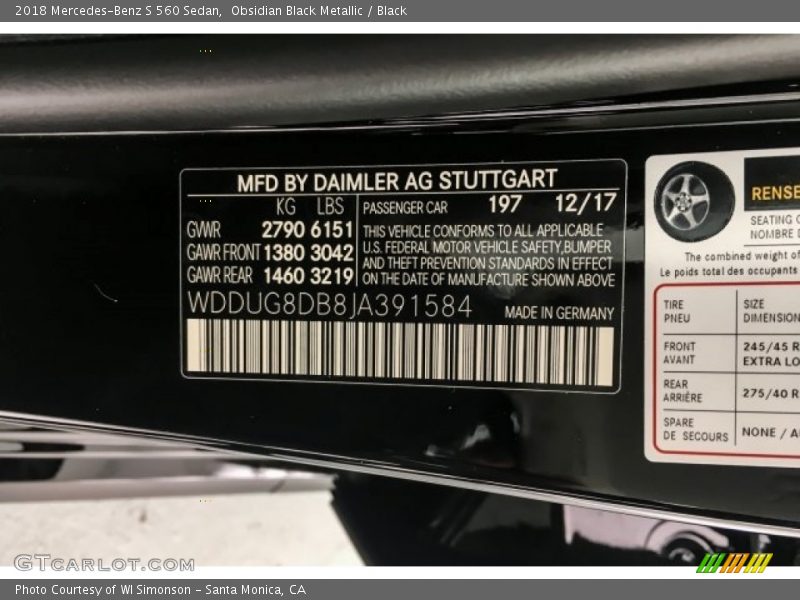 2018 Mercedes-Benz S 560 Sedan, Obsidian Black Metallic / Black
MFD BY DAIMLER AG STUTTGART
KG LBS
GWR 2790 6151
GAWR FRONT 1380 3042
GAWR REAR 1460 3219
PASSENGER CAR 197 12/17
THIS VEHICLE CONFORMS TO ALL APPLICABLE
U.S. FEDERAL MOTOR VEHICLE SAFETY,BUMPER
AND THEFT PREVENTION STANDARDS IN EFFECT
ON THE DATE OF MANUFACTURE SHOWN ABOVE
WDDUG8DB8JA391584 MADE IN GERMANY
RENSE
SEATING
NOMBRE
The combined weight of
Le poids total des occupants
TIRE
PNEU
SIZE
DIMENSION
FRONT
AVANT
245/45 R
EXTRA LO
REAR
ARRIÈRE
275/40 R
SPARE
DE SECOURS
NONE / A
GTCARLOT.COM
Photo Courtesy of WI Simonson - Santa Monica, CA